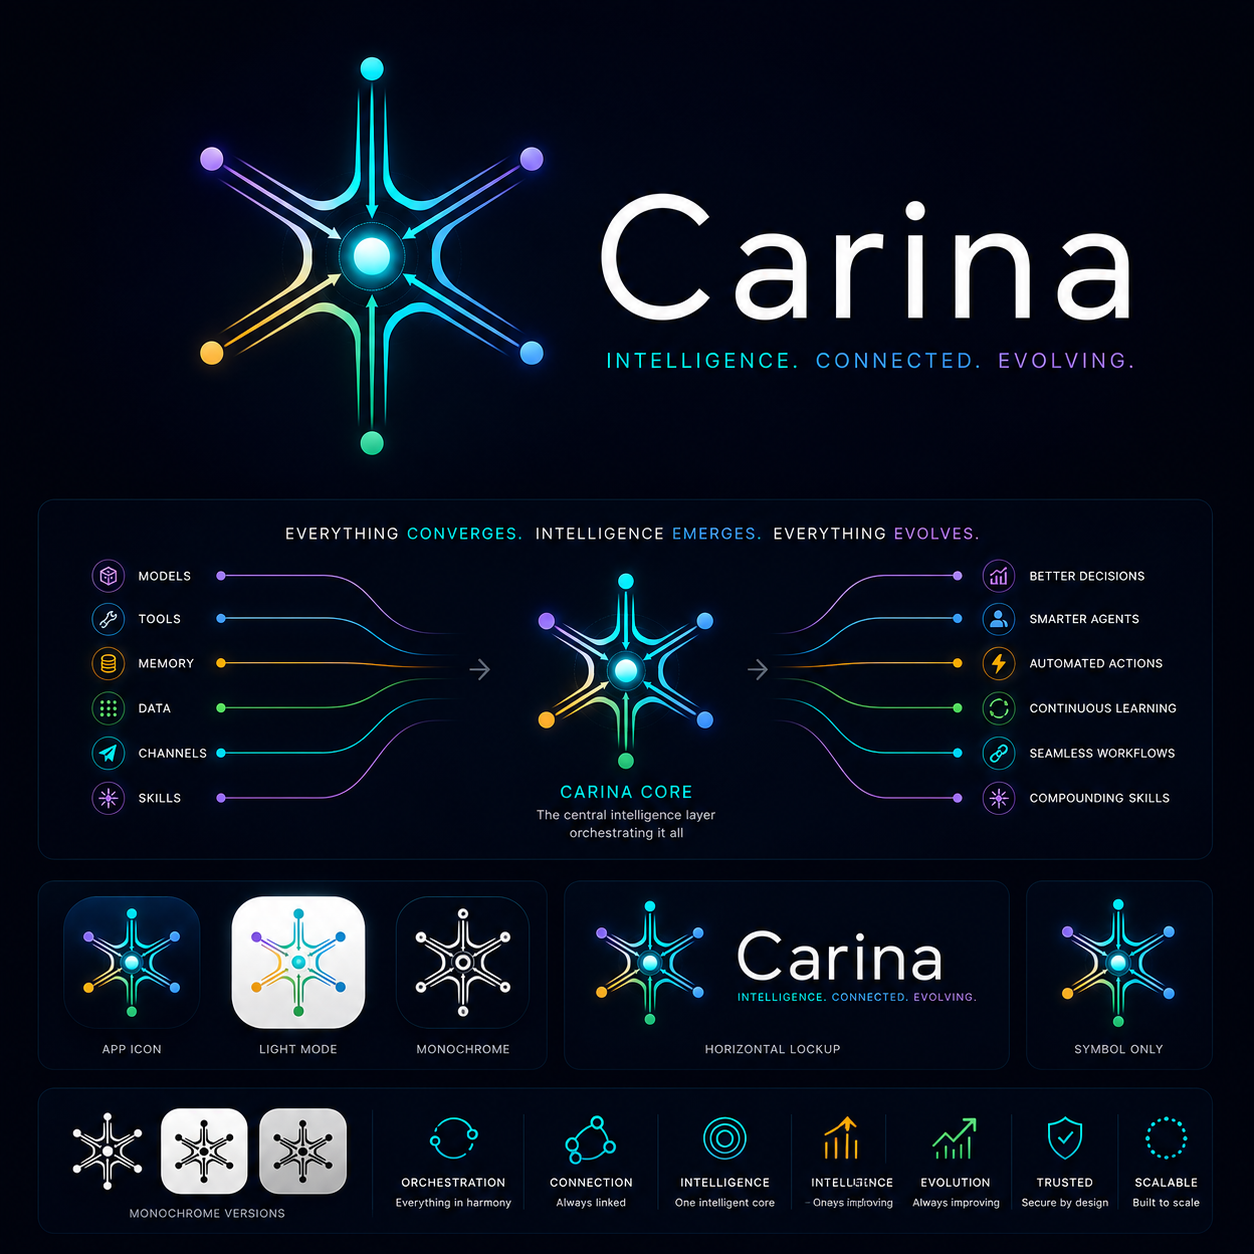 Carina
INTELLIGENCE. CONNECTED. EVOLVING.
EVERYTHING CONVERGES. INTELLIGENCE EMERGES. EVERYTHING EVOLVES.
MODELS
TOOLS
MEMORY
DATA
CHANNELS
SKILLS
CARINA CORE
The central intelligence layer
orchestrating it all
BETTER DECISIONS
SMARTER AGENTS
AUTOMATED ACTIONS
CONTINUOUS LEARNING
SEAMLESS WORKFLOWS
COMPOUNDING SKILLS
APP ICON
LIGHT MODE
MONOCHROME
Carina
INTELLIGENCE. CONNECTED. EVOLVING.
HORIZONTAL LOCKUP
SYMBOL ONLY
MONOCHROME VERSIONS
ORCHESTRATION
Everything in harmony
CONNECTION
Always linked
INTELLIGENCE
One intelligent core
improving
EVOLUTION
Always improving
TRUSTED
Secure by design
SCALABLE
Built to scale